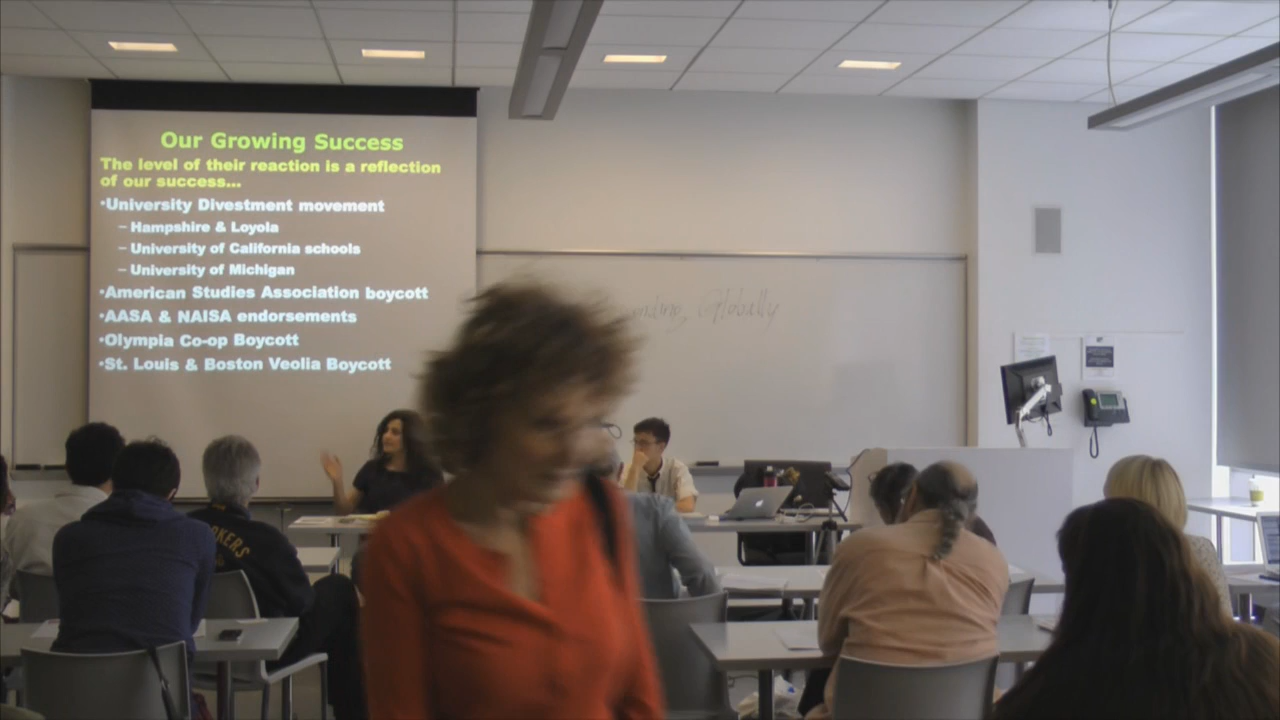 Our Growing Success
The level of their reaction is a reflection
of our success...
•University Divestment movement
– Hampshire & Loyola
– University of California schools
– University of Michigan
•American Studies Association boycott
•AASA & NAISA endorsements
•Olympia Co-op Boycott
•St. Louis & Boston Veolia Boycott
Globally